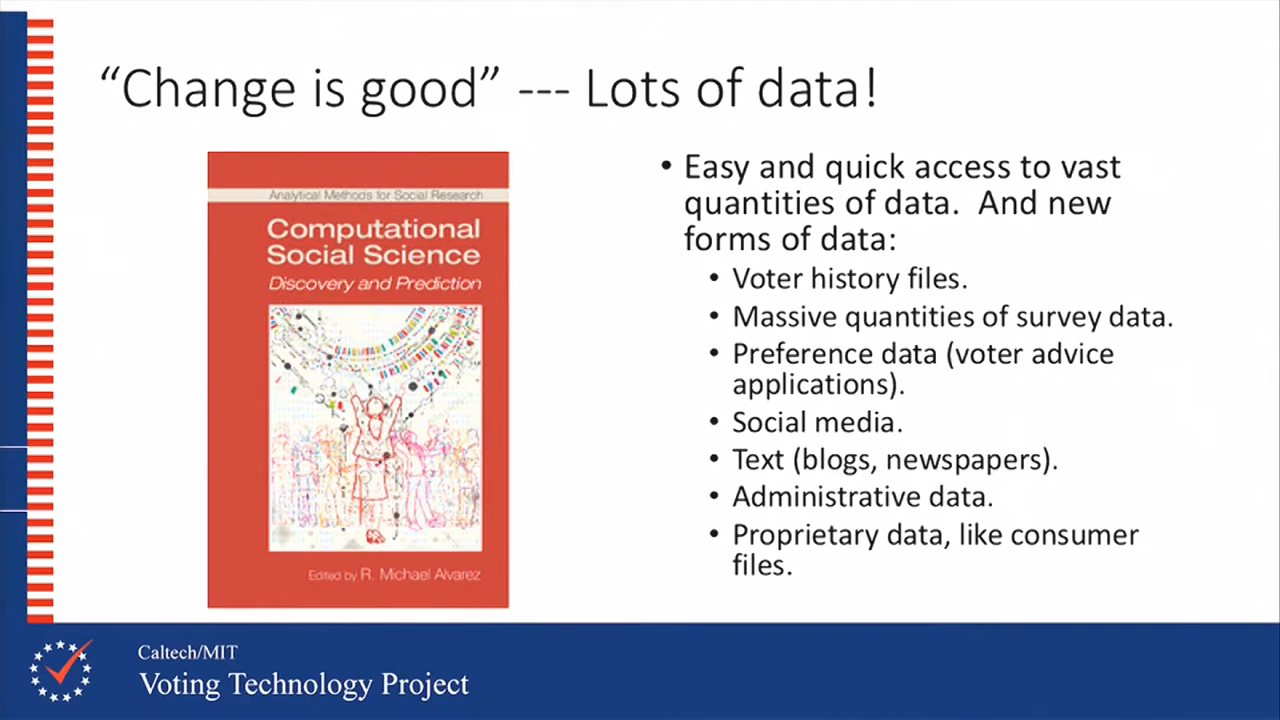 “Change is good” --- Lots of data!
Analytical Methods for Social Research
Computational
Social Science
Discovery and Prediction
Edited by R. Michael Alvarez
• Easy and quick access to vast
quantities of data.  And new
forms of data:
• Voter history files.
• Massive quantities of survey data.
• Preference data (voter advice
applications).
• Social media.
• Text (blogs, newspapers).
• Administrative data.
• Proprietary data, like consumer
files.
Caltech/MIT
Voting Technology Project